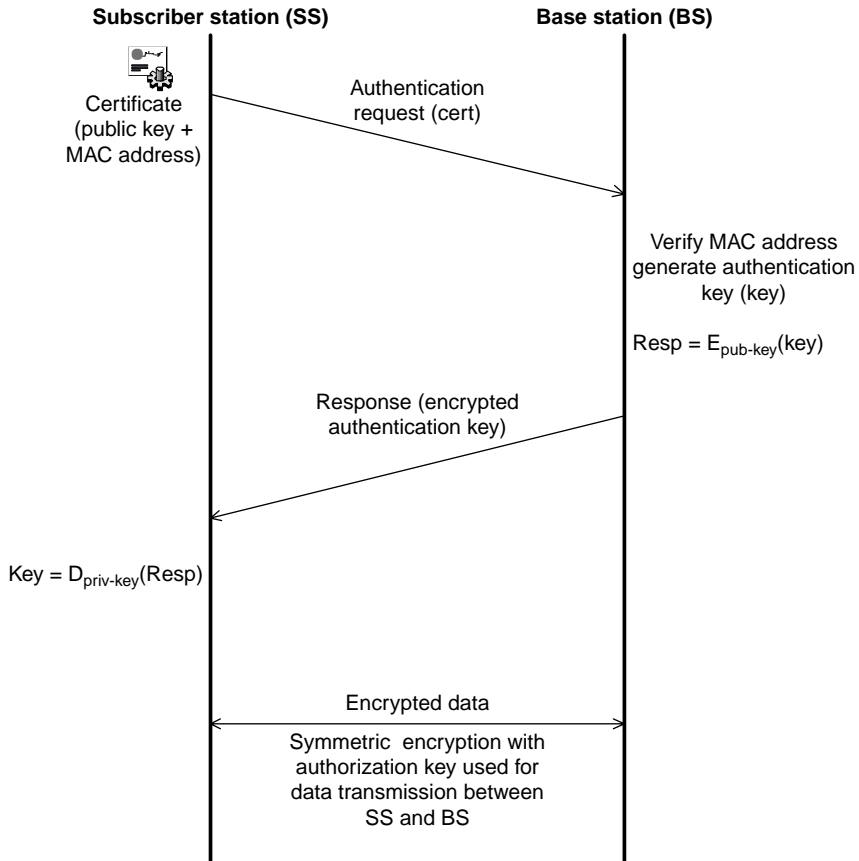 Subscriber station (SS)
Base station (BS)
Certificate
(public key +
MAC address)
Authentication
request (cert)
Verify MAC address
generate authentication
key (key)
Resp = E_pub-key(key)
Response (encrypted
authentication key)
Key = D_priv-key(Resp)
Encrypted data
Symmetric encryption with
authorization key used for
data transmission between
SS and BS